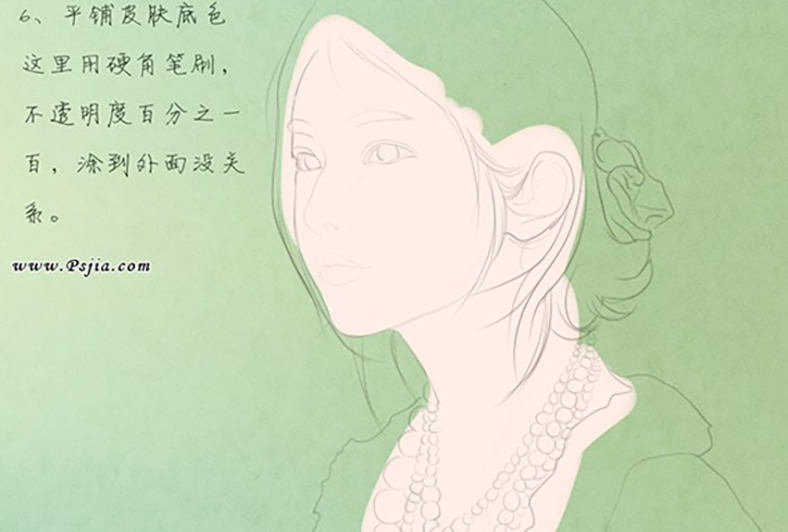 6、平铺皮肤底色
这里用硬角笔刷，
不透明度百分之一
百，涂到外面没关
系。
www.Psjia.com